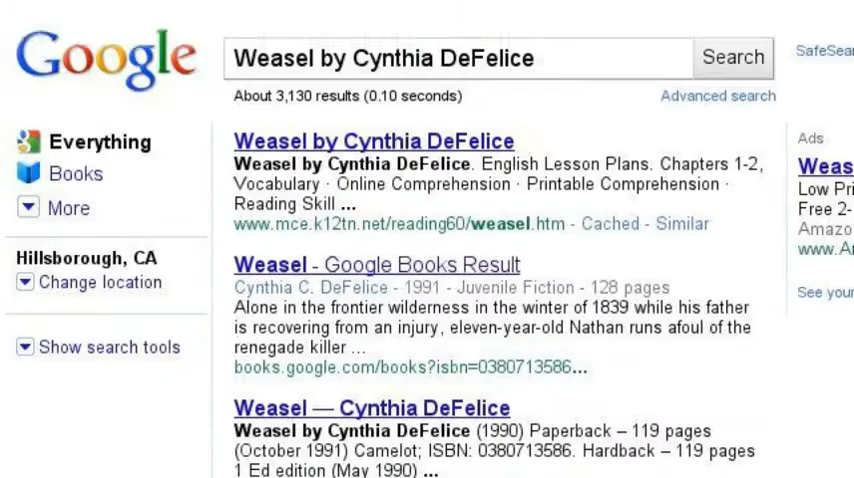 Google
Weasel by Cynthia DeFelice
Search
About 3,130 results (0.10 seconds)
Advanced search
Everything
Books
More
Hillsborough, CA
Change location
Show search tools
Weasel by Cynthia DeFelice
Weasel by Cynthia DeFelice. English Lesson Plans. Chapters 1-2,
Vocabulary · Online Comprehension · Printable Comprehension ·
Reading Skill ...
www.mce.k12tn.net/reading60/weasel.htm - Cached - Similar
Weasel - Google Books Result
Cynthia C. DeFelice - 1991 - Juvenile Fiction - 128 pages
Alone in the frontier wilderness in the winter of 1839 while his father
is recovering from an injury, eleven-year-old Nathan runs afoul of the
renegade killer ...
books.google.com/books?isbn=0380713586...
Weasel — Cynthia DeFelice
Weasel by Cynthia DeFelice (1990) Paperback – 119 pages
(October 1991) Camelot; ISBN: 0380713586. Hardback – 119 pages
1 Ed edition (May 1990) ...
SafeSear
Ads
Weas
Low Pri
Free 2-
Amazo
www.A
See your